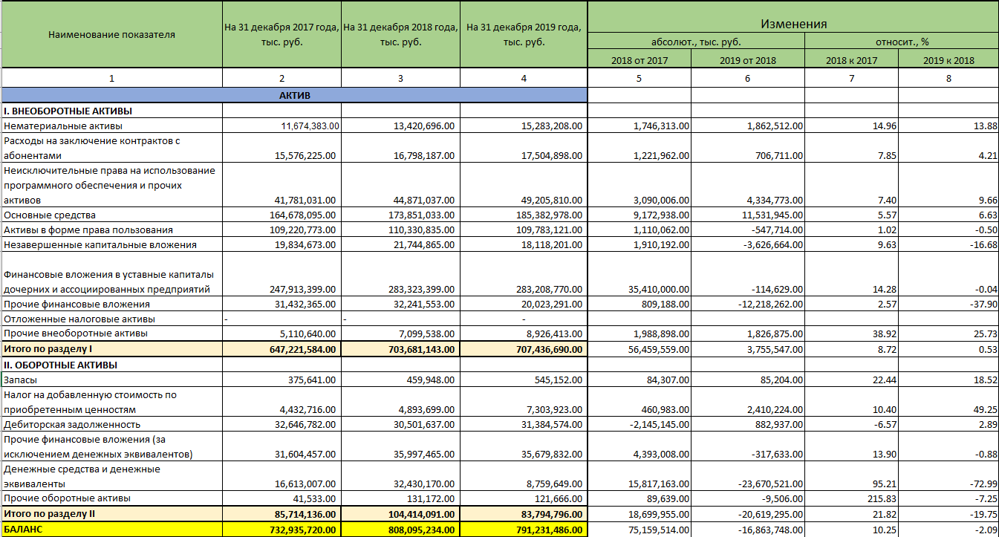 Наименование показателя На 31 декабря 2017 года, тыс. руб. На 31 декабря 2018 года, тыс. руб. На 31 декабря 2019 года, тыс. руб. Изменения
абсолют., тыс. руб. относит., %
2018 от 2017 2019 от 2018 2018 к 2017 2019 к 2018
1 2 3 4 5 6 7 8
АКТИВ
I. ВНЕОБОРОТНЫЕ АКТИВЫ
Нематериальные активы 11,674,383.00 13,420,696.00 15,283,208.00 1,746,313.00 1,862,512.00 14.96 13.88
Расходы на заключение контрактов с
абонентами 15,576,225.00 16,798,187.00 17,504,898.00 1,221,962.00 706,711.00 7.85 4.21
Неисключительные права на использование
программного обеспечения и прочих
активов 41,781,031.00 44,871,037.00 49,205,810.00 3,090,006.00 4,334,773.00 7.40 9.66
Основные средства 164,678,095.00 173,851,033.00 185,382,978.00 9,172,938.00 11,531,945.00 5.57 6.63
Активы в форме права пользования 109,220,773.00 110,330,835.00 109,783,121.00 1,110,062.00 -547,714.00 1.02 -0.50
Незавершенные капитальные вложения 19,834,673.00 21,744,865.00 18,118,201.00 1,910,192.00 -3,626,664.00 9.63 -16.68
Финансовые вложения в уставные капиталы
дочерних и ассоциированных предприятий 247,913,399.00 283,323,399.00 283,208,770.00 35,410,000.00 -114,629.00 14.28 -0.04
Прочие финансовые вложения 31,432,365.00 32,241,553.00 20,023,291.00 809,188.00 -12,218,262.00 2.57 -37.90
Отложенные налоговые активы - - -
Прочие внеоборотные активы 5,110,640.00 7,099,538.00 8,926,413.00 1,988,898.00 1,826,875.00 38.92 25.73
Итого по разделу I 647,221,584.00 703,681,143.00 707,436,690.00 56,459,559.00 3,755,547.00 8.72 0.53
II. ОБОРОТНЫЕ АКТИВЫ
Запасы 375,641.00 459,948.00 545,152.00 84,307.00 85,204.00 22.44 18.52
Налог на добавленную стоимость по
приобретенным ценностям 4,432,716.00 4,893,699.00 7,303,923.00 460,983.00 2,410,224.00 10.40 49.25
Дебиторская задолженность 32,646,782.00 30,501,637.00 31,384,574.00 -2,145,145.00 882,937.00 -6.57 2.89
Прочие финансовые вложения (за
исключением денежных эквивалентов) 31,604,457.00 35,997,465.00 35,679,832.00 4,393,008.00 -317,633.00 13.90 -0.88
Денежные средства и денежные
эквиваленты 16,613,007.00 32,430,170.00 8,759,649.00 15,817,163.00 -23,670,521.00 95.21 -72.99
Прочие оборотные активы 41,533.00 131,172.00 121,666.00 89,639.00 -9,506.00 215.83 -7.25
Итого по разделу II 85,714,136.00 104,414,091.00 83,794,796.00 18,699,955.00 -20,619,295.00 21.82 -19.75
БАЛАНС 732,935,720.00 808,095,234.00 791,231,486.00 75,159,514.00 -16,863,748.00 10.25 -2.09